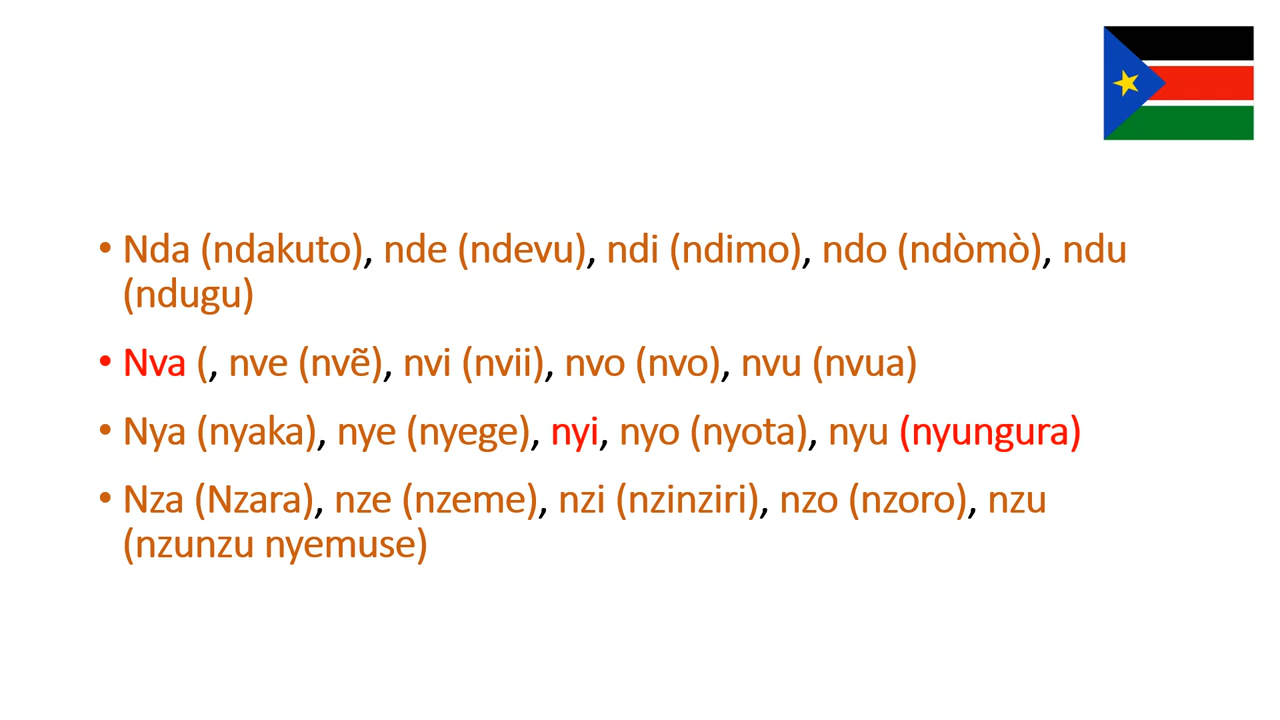 • Nda (ndakuto), nde (ndevu), ndi (ndimo), ndo (ndòmò), ndu
(ndugu)
• Nva (, nve (nvẽ), nvi (nvii), nvo (nvo), nvu (nvua)
• Nya (nyaka), nye (nyege), nyi, nyo (nyota), nyu (nyungura)
• Nza (Nzara), nze (nzeme), nzi (nzinziri), nzo (nzoro), nzu
(nzunzu nyemuse)